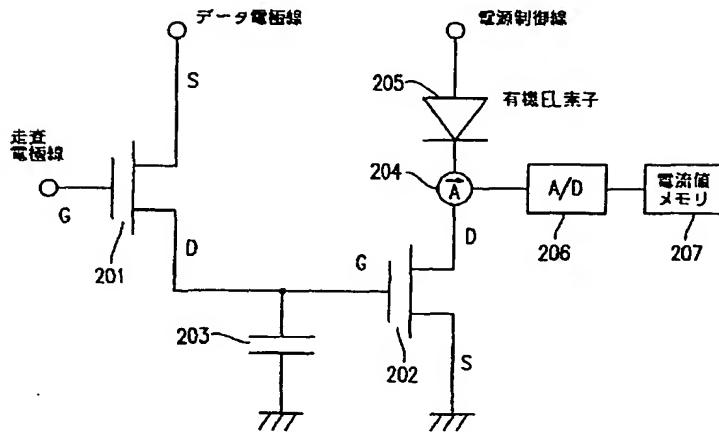 データ電極線
電源制御線
S
205
有機EL素子
走査
電極線
204
A
A/D
電流値
メモリ
G
201
D
D
206
207
G
203
202
S